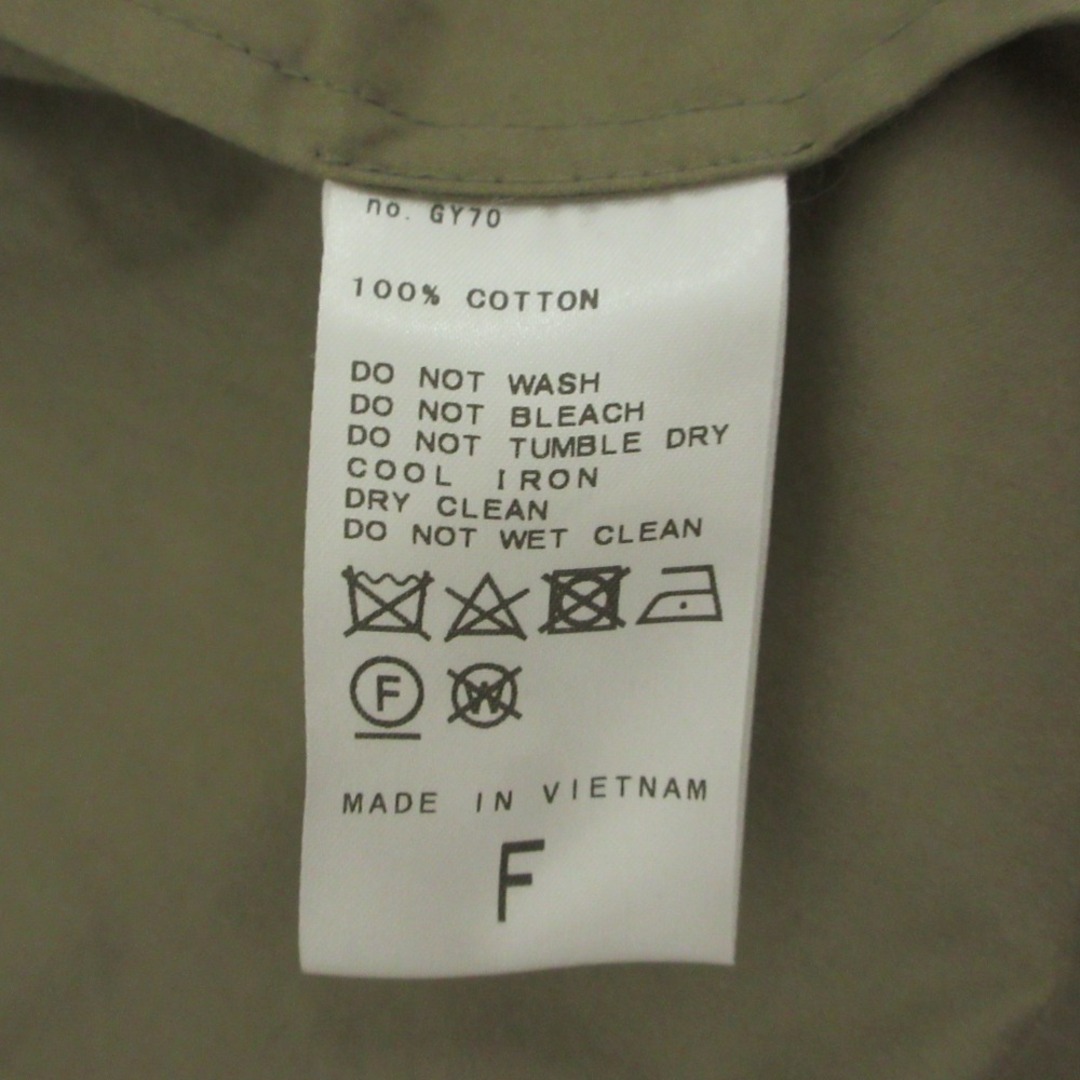 no. GY70
100% COTTON
DO NOT WASH
DO NOT BLEACH
DO NOT TUMBLE DRY
COOL IRON
DRY CLEAN
DO NOT WET CLEAN
F W
MADE IN VIETNAM
F